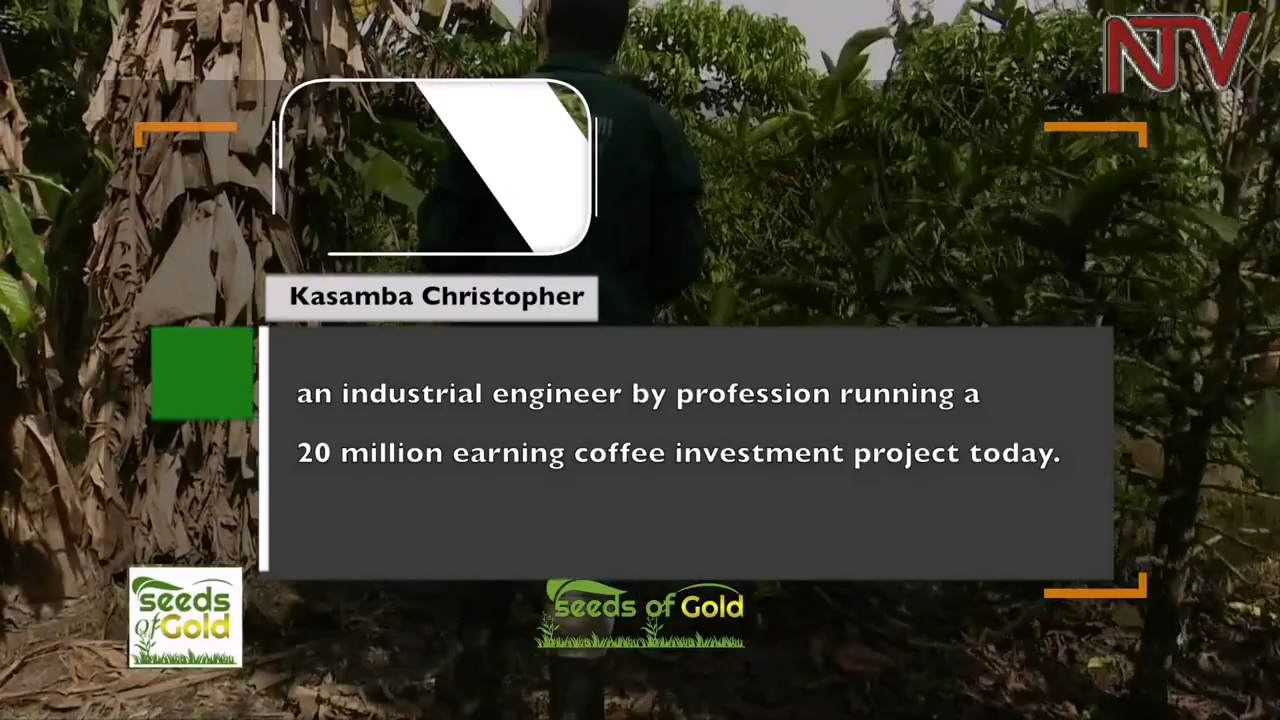 NTV
Kasamba Christopher
an industrial engineer by profession running a
20 million earning coffee investment project today.
seeds
of Gold
seeds of Gold